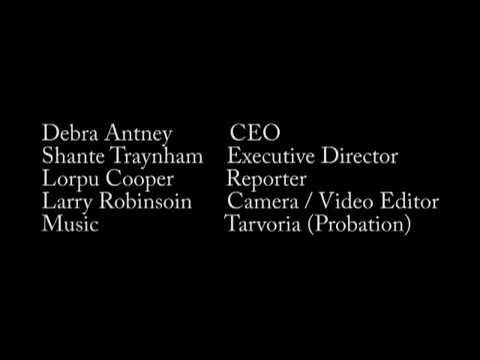 Debra Antney CEO
Shante Traynham Executive Director
Lorpu Cooper Reporter
Larry Robinsoin Camera / Video Editor
Music Tarvoria (Probation)